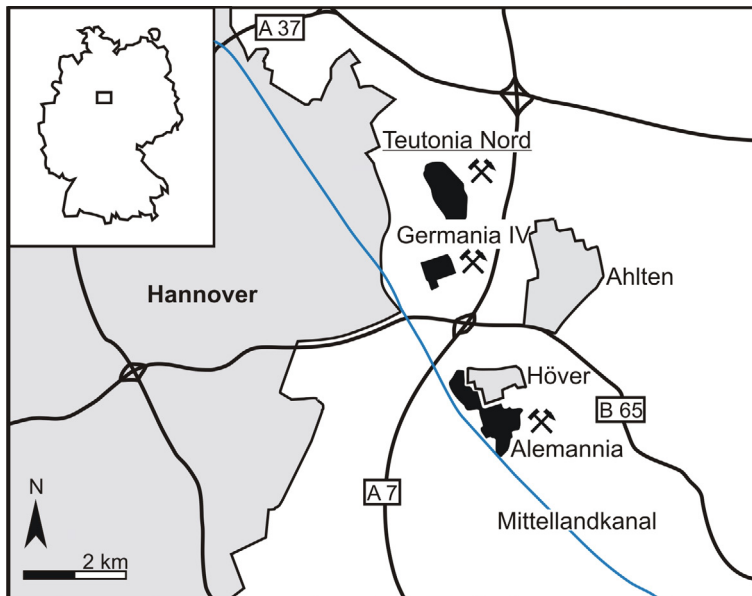 A 37
Teutonia Nord
Germania IV
Ahlten
Hannover
Höver
B 65
Alemannia
A 7
N
Mittellandkanal
2 km